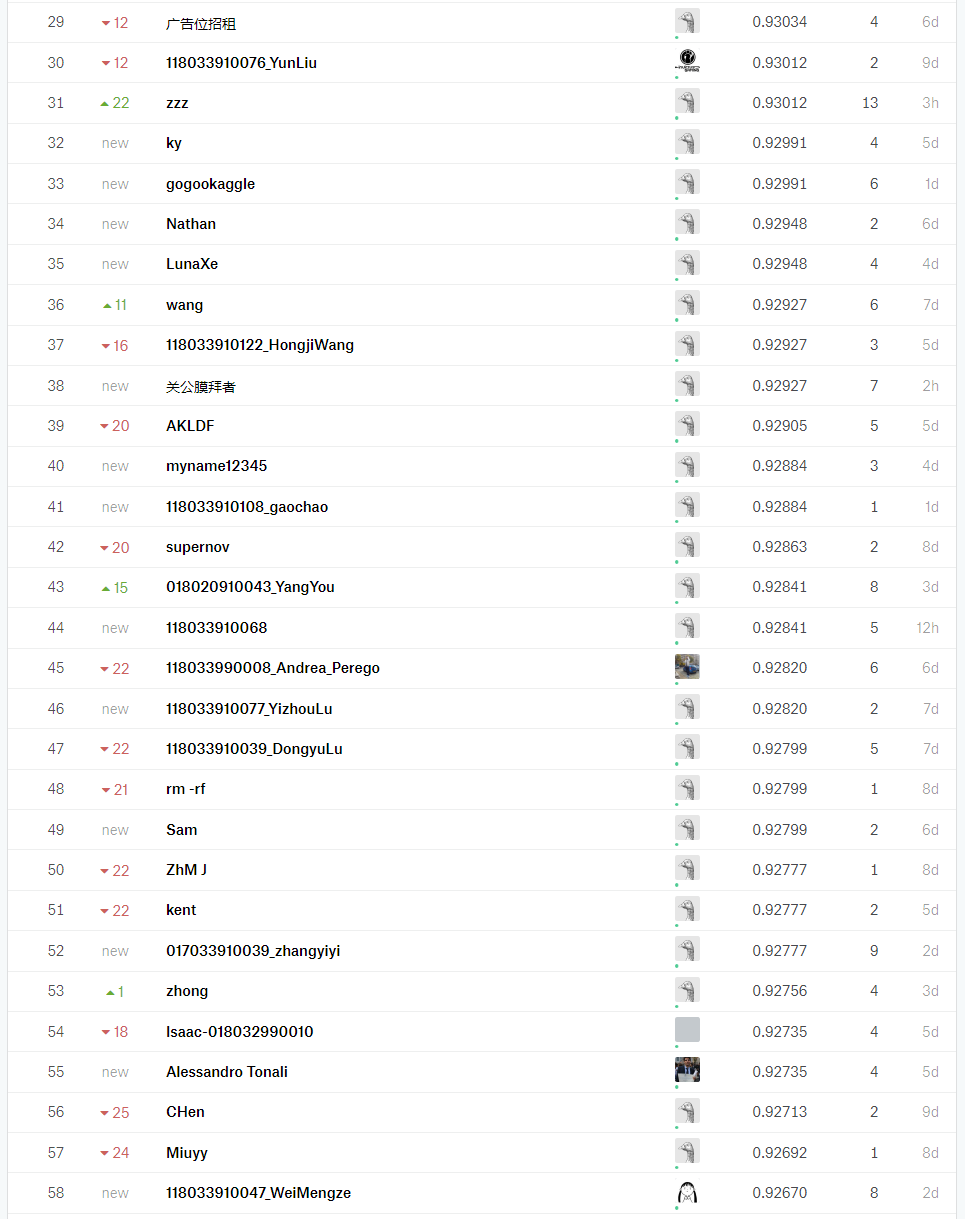 29 12 广告位招租 0.93034 4 6d
30 12 118033910076_YunLiu 0.93012 2 9d
31 22 zzz 0.93012 13 3h
32 new ky 0.92991 4 5d
33 new gogookaggle 0.92991 6 1d
34 new Nathan 0.92948 2 6d
35 new LunaXe 0.92948 4 4d
36 11 wang 0.92927 6 7d
37 16 118033910122_HongjiWang 0.92927 3 5d
38 new 关公膜拜者 0.92927 7 2h
39 20 AKLDF 0.92905 5 5d
40 new myname12345 0.92884 3 4d
41 new 118033910108_gaochao 0.92884 1 1d
42 20 supernov 0.92863 2 8d
43 15 018020910043_YangYou 0.92841 8 3d
44 new 118033910068 0.92841 5 12h
45 22 118033990008_Andrea_Perego 0.92820 6 6d
46 new 118033910077_YizhouLu 0.92820 2 7d
47 22 118033910039_DongyuLu 0.92799 5 7d
48 21 rm -rf 0.92799 1 8d
49 new Sam 0.92799 2 6d
50 22 ZhM J 0.92777 1 8d
51 22 kent 0.92777 2 5d
52 new 017033910039_zhangyiyi 0.92777 9 2d
53 1 zhong 0.92756 4 3d
54 18 Isaac-018032990010 0.92735 4 5d
55 new Alessandro Tonali 0.92735 4 5d
56 25 CHen 0.92713 2 9d
57 24 Miuyy 0.92692 1 8d
58 new 118033910047_WeiMengze 0.92670 8 2d